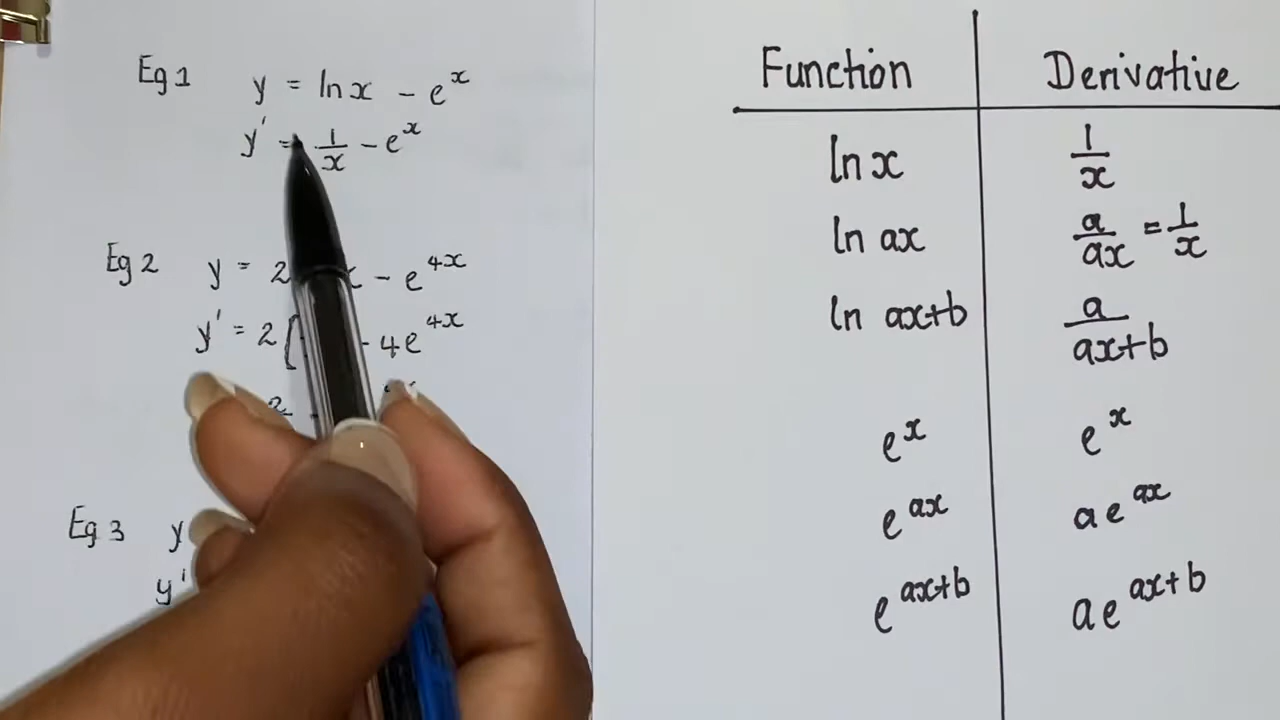 Eg 1 y = ln x - e^x
y' = 1/x - e^x
Eg 2 y = 2 - e^4x
y' = 2 [ - 4e^4x
2 -
Eg 3 y
y'
Function Derivative
ln x 1/x
ln ax a/ax = 1/x
ln ax+b a/ax+b
e^x e^x
e^ax ae^ax
e^ax+b ae^ax+b